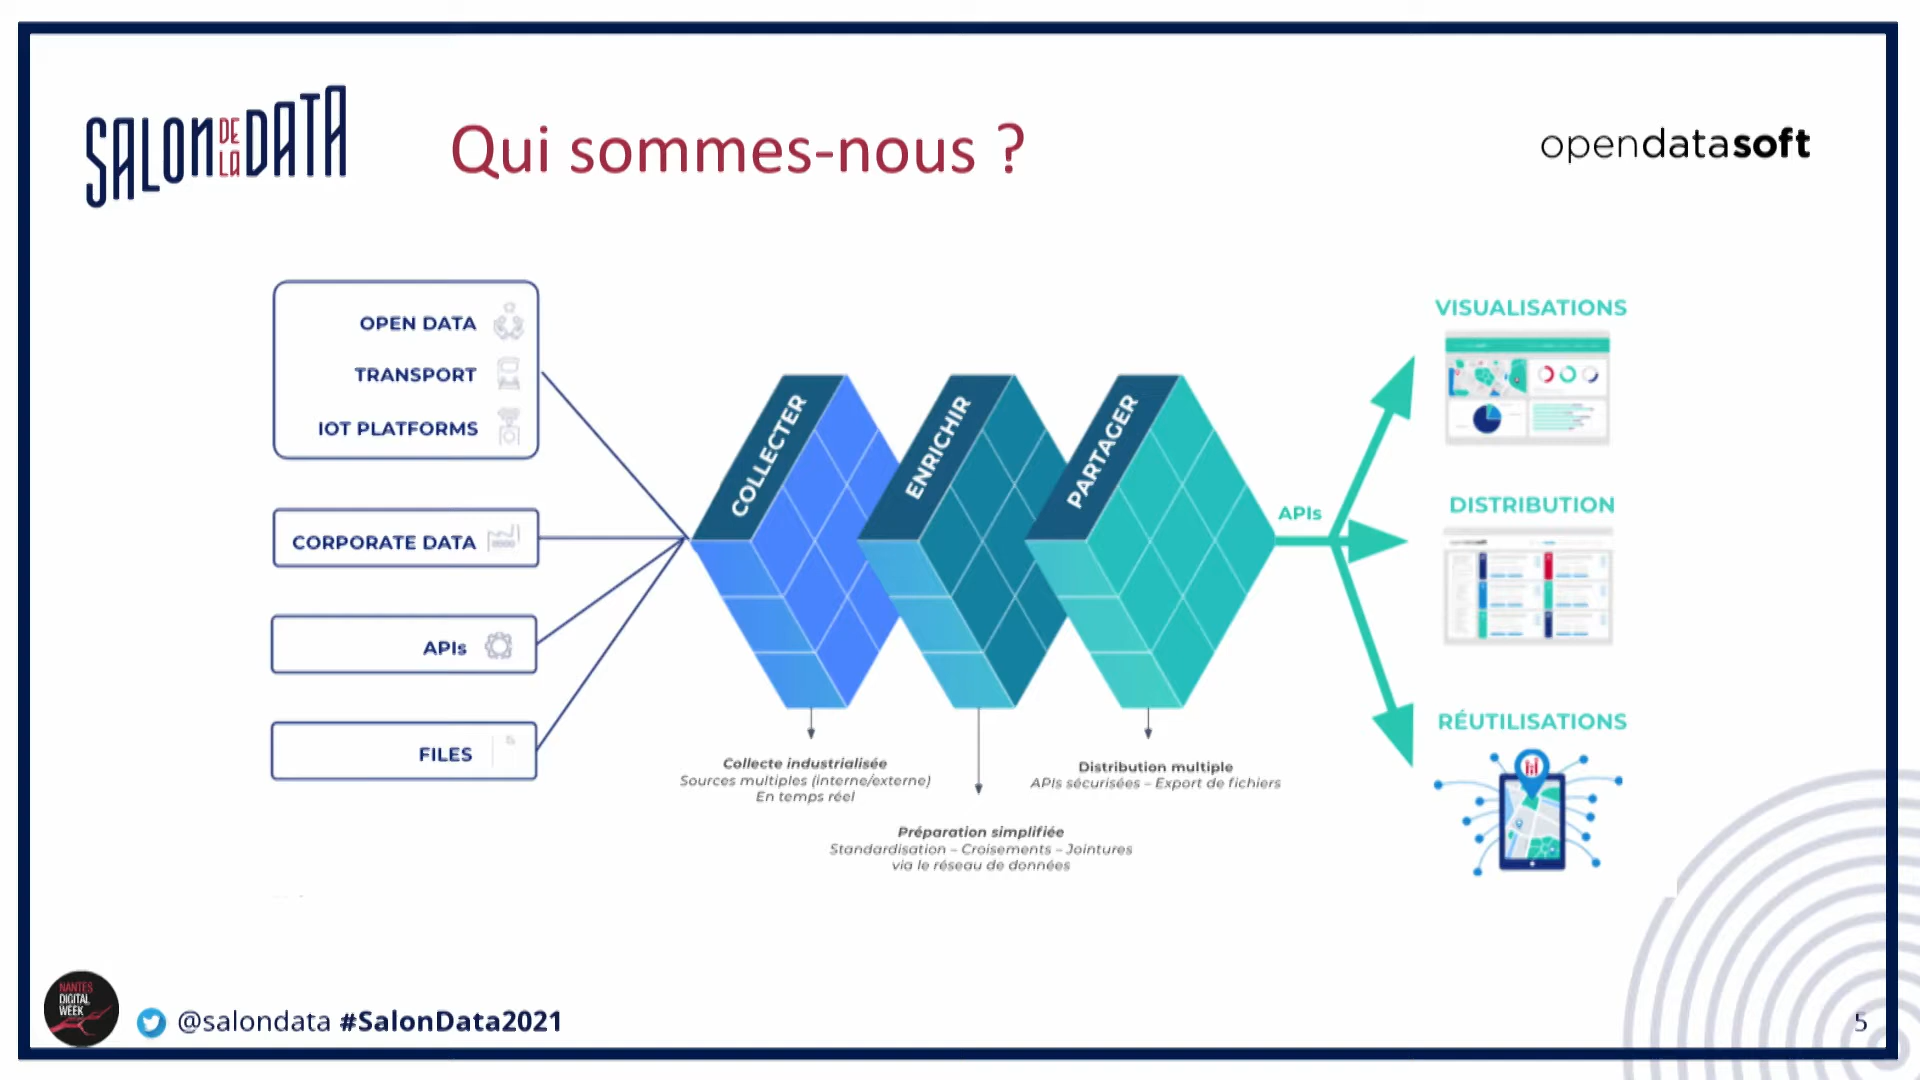 SALON DE LA DATA
Qui sommes-nous ?
opendatasoft
OPEN DATA
TRANSPORT
IOT PLATFORMS
CORPORATE DATA
APIs
FILES
COLLECTER
ENRICHIR
PARTAGER
Collecte industrialisée
Sources multiples (interne/externe)
En temps réel
Préparation simplifiée
Standardisation – Croisements – Jointures
via le réseau de données
Distribution multiple
APIs sécurisées – Export de fichiers
APIs
VISUALISATIONS
DISTRIBUTION
RÉUTILISATIONS
NANTES
DIGITAL
WEEK
@salondata #SalonData2021
5